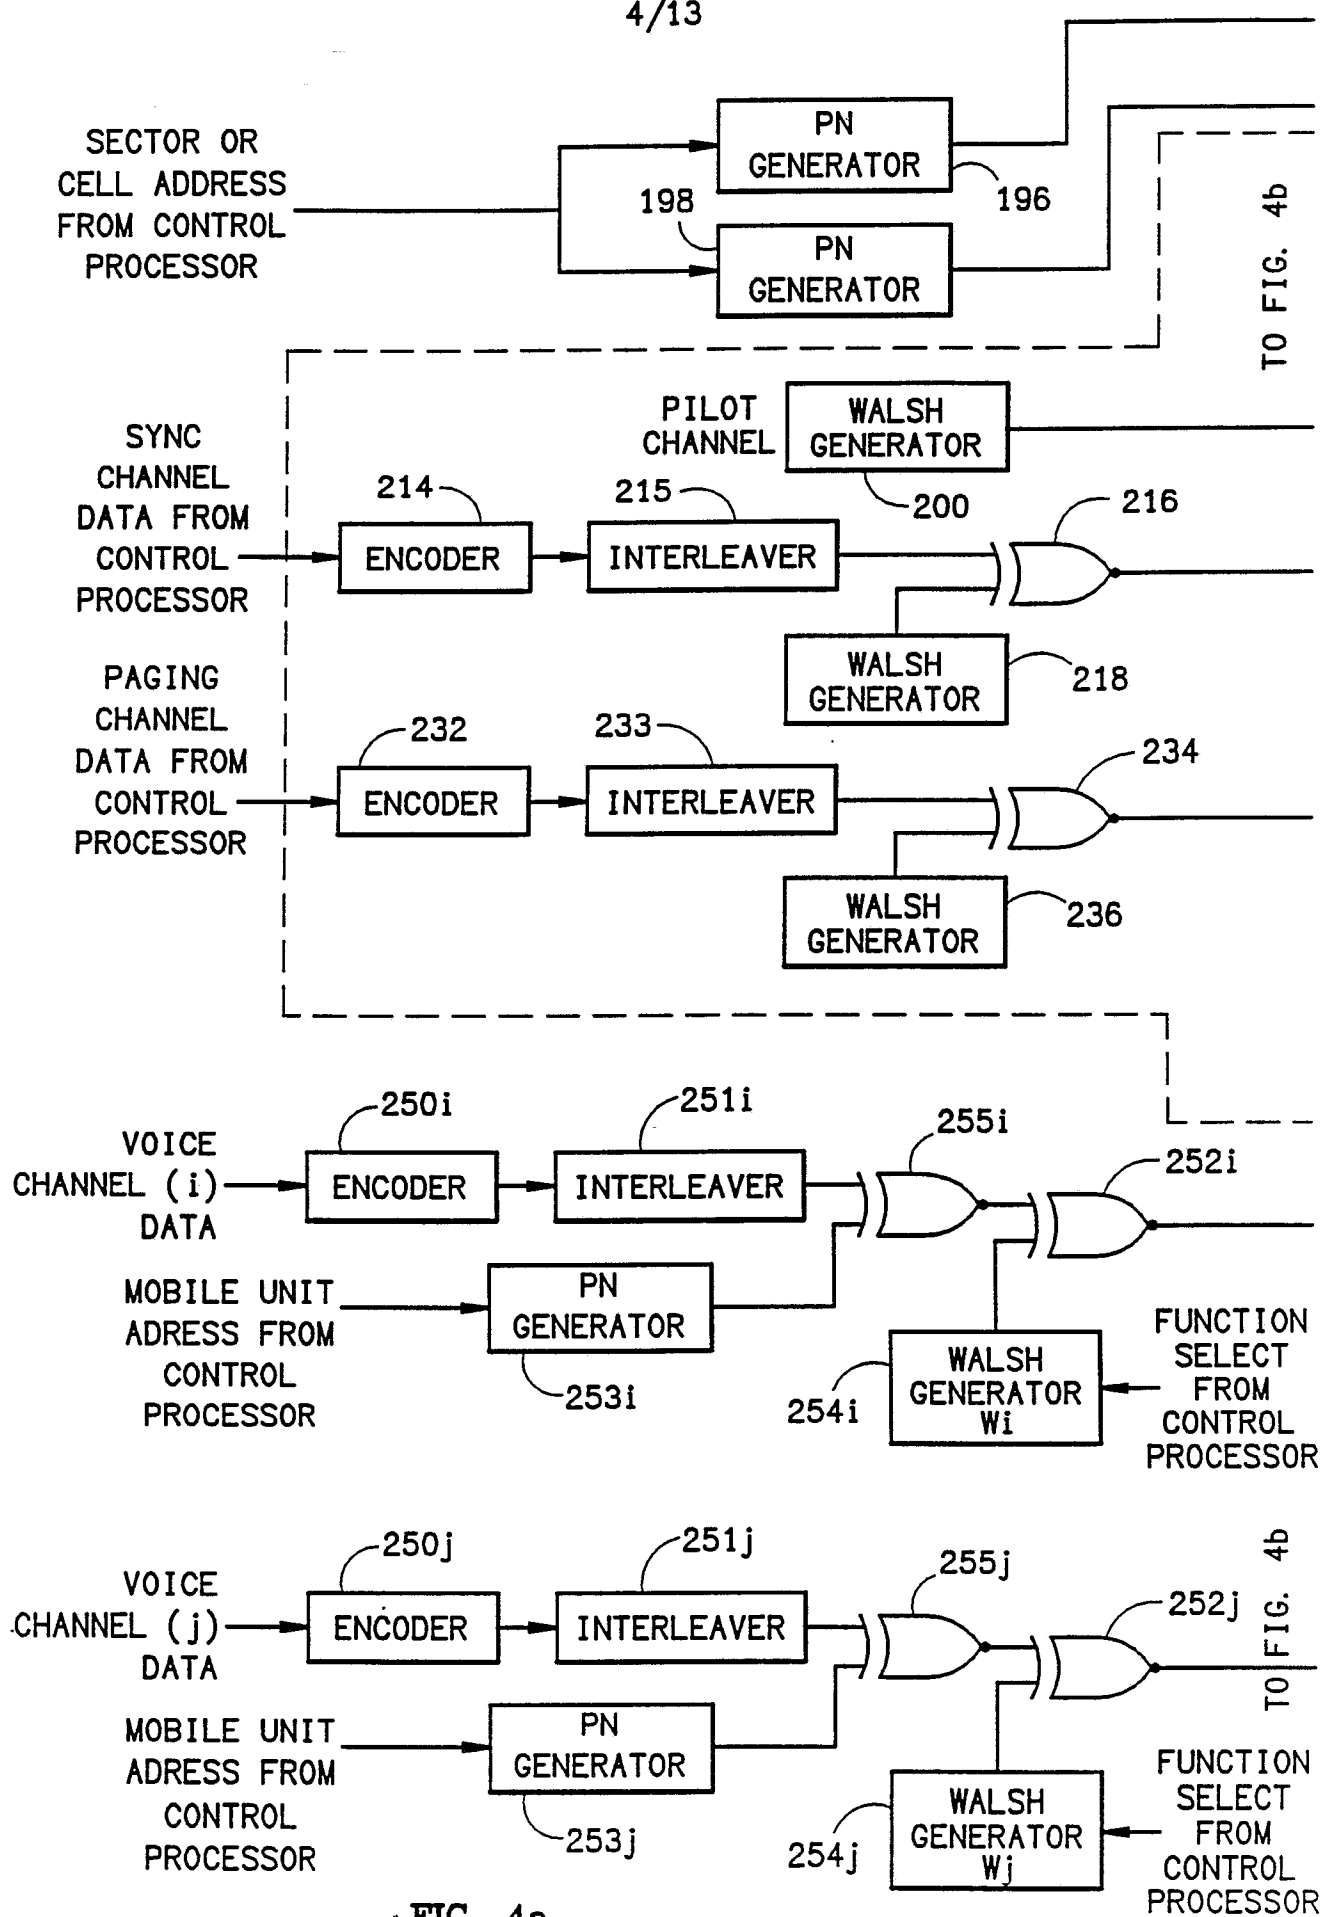 4/13
SECTOR OR
CELL ADDRESS
FROM CONTROL
PROCESSOR
PN
GENERATOR
196
198
PN
GENERATOR
TO FIG. 4b
PILOT
CHANNEL
WALSH
GENERATOR
200
SYNC
CHANNEL
DATA FROM
CONTROL
PROCESSOR
214
ENCODER
215
INTERLEAVER
216
WALSH
GENERATOR
218
PAGING
CHANNEL
DATA FROM
CONTROL
PROCESSOR
232
ENCODER
233
INTERLEAVER
234
WALSH
GENERATOR
236
VOICE
CHANNEL (i)
DATA
250i
ENCODER
251i
INTERLEAVER
255i
252i
MOBILE UNIT
ADRESS FROM
CONTROL
PROCESSOR
PN
GENERATOR
253i
254i
WALSH
GENERATOR
Wi
FUNCTION
SELECT
FROM
CONTROL
PROCESSOR
VOICE
CHANNEL (j)
DATA
250j
ENCODER
251j
INTERLEAVER
255j
252j
TO FIG. 4b
MOBILE UNIT
ADRESS FROM
CONTROL
PROCESSOR
PN
GENERATOR
253j
254j
WALSH
GENERATOR
Wj
FUNCTION
SELECT
FROM
CONTROL
PROCESSOR
FIG. 4a